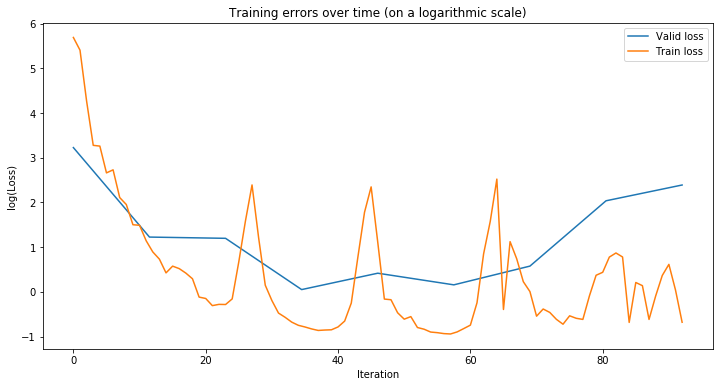 Training errors over time (on a logarithmic scale)
Valid loss
Train loss
6
5
4
3
2
1
0
−1
log(Loss)
0 20 40 60 80
Iteration